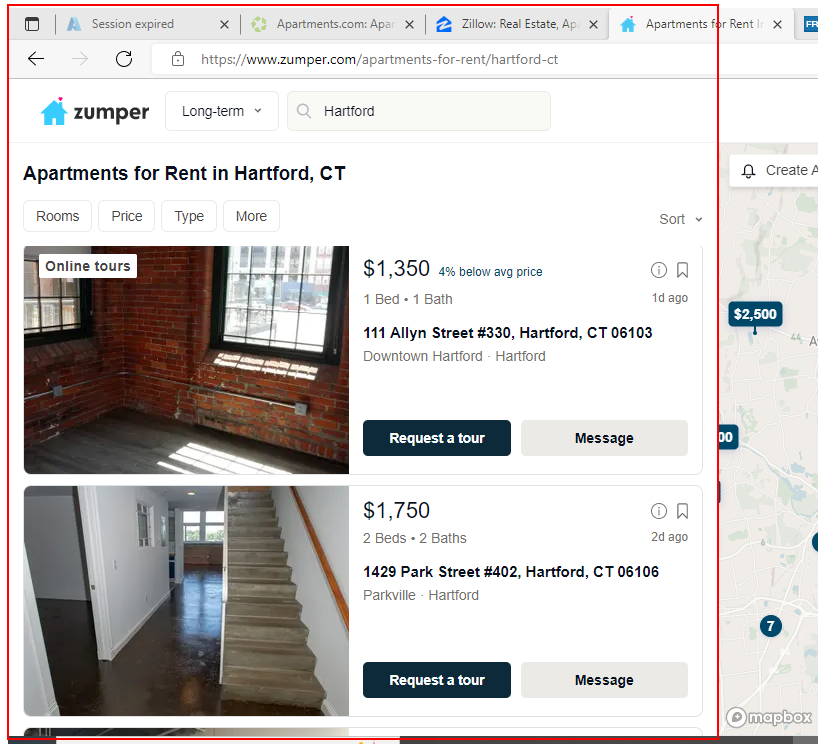 Session expired
Apartments.com: Apar
Zillow: Real Estate, Apa
Apartments for Rent In
FR
https://www.zumper.com/apartments-for-rent/hartford-ct
zumper
Long-term
Hartford
Apartments for Rent in Hartford, CT
Create A
Rooms
Price
Type
More
Sort
Online tours
$1,350
4% below avg price
1 Bed • 1 Bath
1d ago
111 Allyn Street #330, Hartford, CT 06103
Downtown Hartford · Hartford
Request a tour
Message
$1,750
2 Beds • 2 Baths
2d ago
1429 Park Street #402, Hartford, CT 06106
Parkville · Hartford
Request a tour
Message
$2,500
44
Av
00
6
7
mapbox